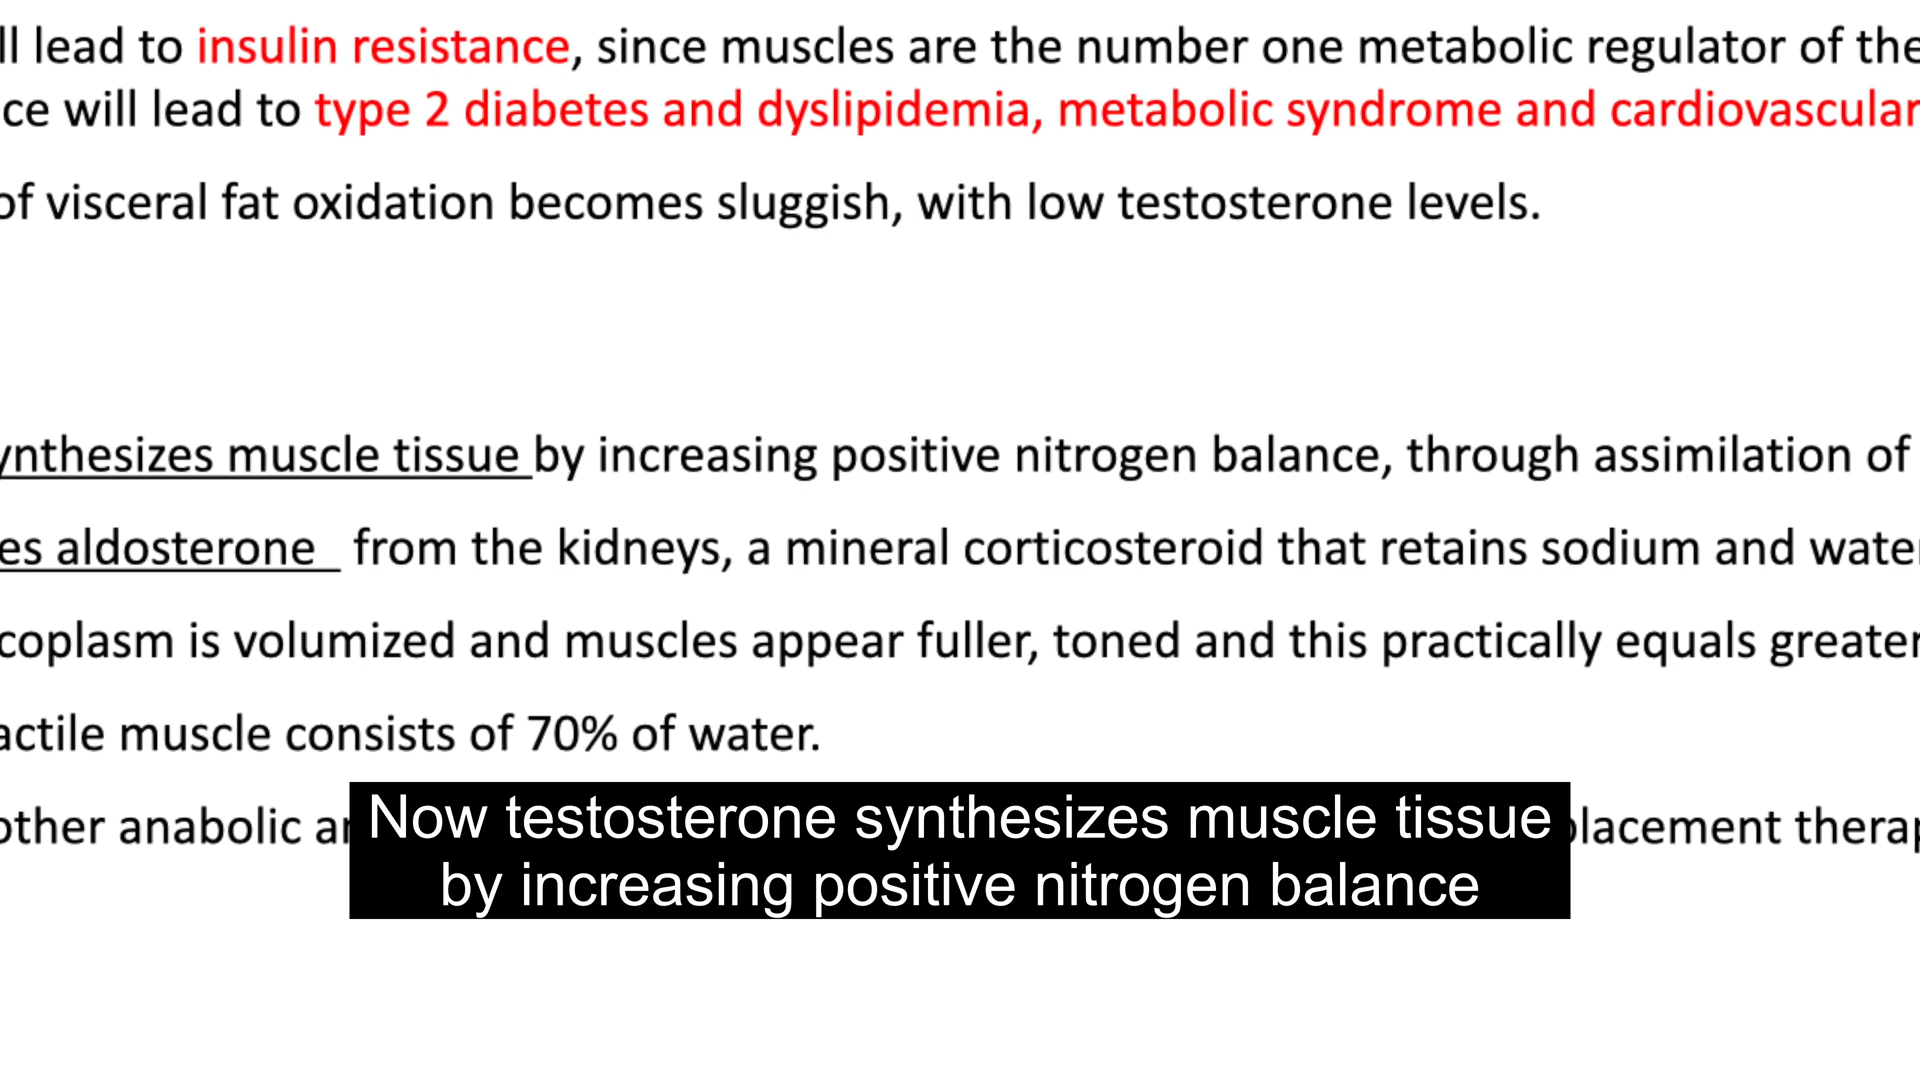 lead to insulin resistance, since muscles are the number one metabolic regulator of the
will lead to type 2 diabetes and dyslipidemia, metabolic syndrome and cardiovascular
of visceral fat oxidation becomes sluggish, with low testosterone levels.
ynthesizes muscle tissue by increasing positive nitrogen balance, through assimilation of
es aldosterone from the kidneys, a mineral corticosteroid that retains sodium and water
coplasm is volumized and muscles appear fuller, toned and this practically equals greater
actile muscle consists of 70% of water.
other anabolic
Now testosterone synthesizes muscle tissue
by increasing positive nitrogen balance
placement therap